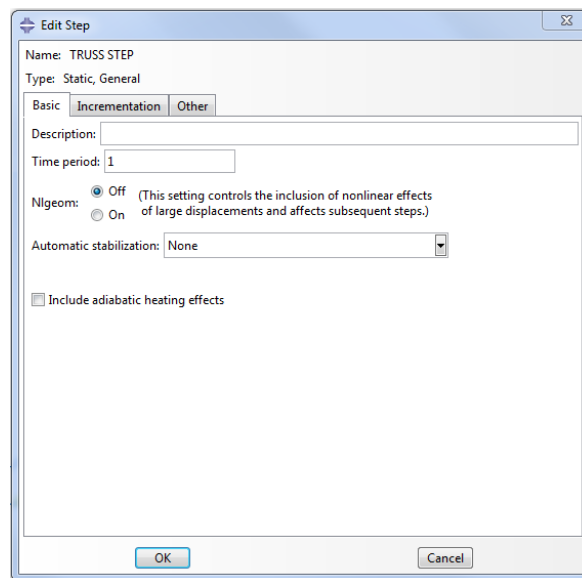 Edit Step
Name: TRUSS STEP
Type: Static, General
Basic Incrementation Other
Description:
Time period: 1
Nlgeom:
Off
On
(This setting controls the inclusion of nonlinear effects
of large displacements and affects subsequent steps.)
Automatic stabilization: None
Include adiabatic heating effects
OK Cancel